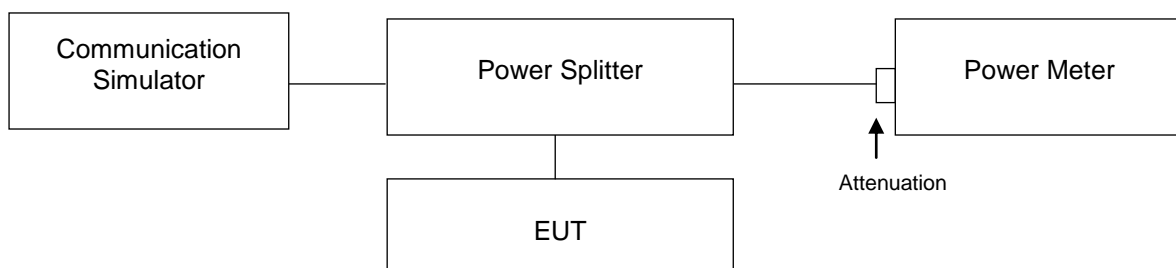 Communication
Simulator
Power Splitter
Power Meter
Attenuation
EUT